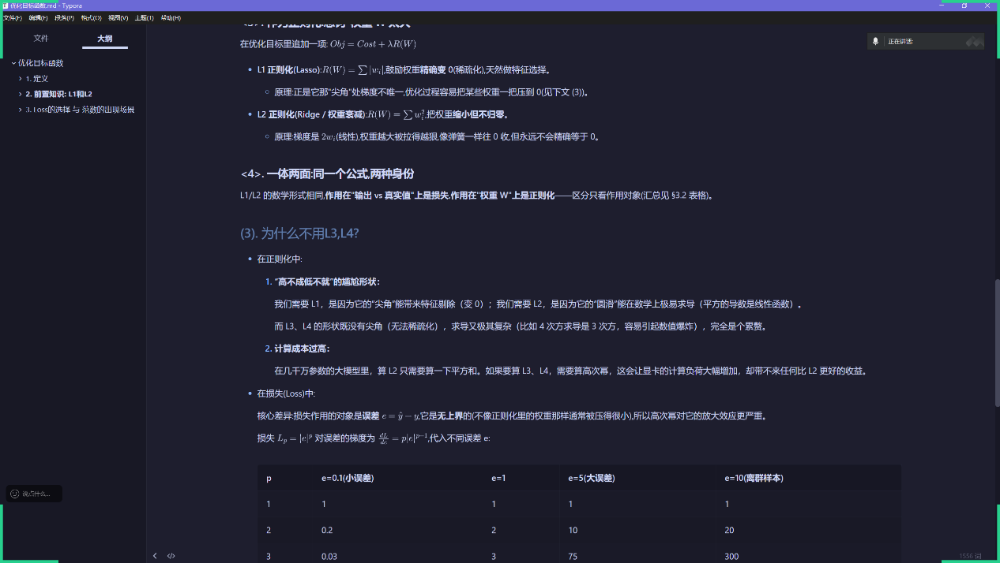 优化目标函数.md - Typora
文件(F) 编辑(E) 段落(P) 格式(O) 视图(V) 主题(T) 帮助(H)
文件 大纲
优化目标函数
1. 定义
2. 前置知识: L1和L2
3. Loss的选择 与 范数的出现场景
正在讲话:
在优化目标里追加一项: Obj = Cost + λR(W)
L1 正则化(Lasso):R(W) = ∑|wᵢ|,鼓励权重精确变 0(稀疏化),天然做特征选择。
原理:正是它那"尖角"处梯度不唯一,优化过程容易把某些权重一把压到 0(见下文 (3))。
L2 正则化(Ridge / 权重衰减):R(W) = ∑wᵢ²,把权重缩小但不归零。
原理:梯度是 2wᵢ(线性),权重越大被拉得越狠,像弹簧一样往 0 收,但永远不会精确等于 0。
<4>. 一体两面:同一个公式,两种身份
L1/L2 的数学形式相同,作用在"输出 vs 真实值"上是损失,作用在"权重 W"上是正则化——区分只看作用对象(汇总见 §3.2 表格)。
(3). 为什么不用L3,L4?
在正则化中:
1. “高不成低不就”的尴尬形状：
我们需要 L1，是因为它的“尖角”能带来特征剔除（变 0）；我们需要 L2，是因为它的“圆滑”能在数学上极易求导（平方的导数是线性函数）。
而 L3、L4 的形状既没有尖角（无法稀疏化），求导又极其复杂（比如 4 次方求导是 3 次方，容易引起数值爆炸），完全是个累赘。
2. 计算成本过高：
在几千万参数的大模型里，算 L2 只需要算一下平方和。如果要算 L3、L4，需要算高次幂，这会让显卡的计算负荷大幅增加，却带不来任何比 L2 更好的收益。
在损失(Loss)中:
核心差异:损失作用的对象是误差 e = ŷ − y,它是无上界的(不像正则化里的权重那样通常被压得很小),所以高次幂对它的放大效应更严重。
损失 Lₚ = |e|ᵖ 对误差的梯度为 dL/de = p|e|ᵖ⁻¹,代入不同误差 e:
p e=0.1(小误差) e=1 e=5(大误差) e=10(离群样本)
1 1 1 1 1
2 0.2 2 10 20
3 0.03 3 75 300
说点什么...
1556 词